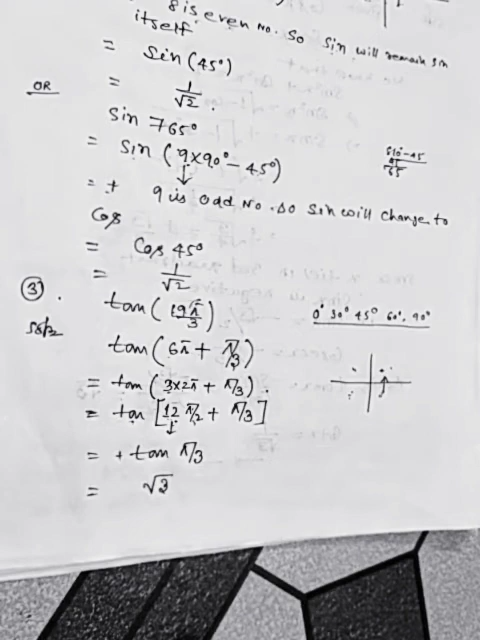 8 is even No. So Sin will remain sin
itself.
= Sin (45°)
= 1/√2 .
OR
Sin 765°
= Sin (9×90° - 45°)
810-45
765
↓
= + 9 is odd No. So Sin will change to
Cos
= Cos 45°
= 1/√2
③ .
tan (19π/3)
0° 30° 45° 60° 90°
Soln
tan (6π + π/3)
= tan (3×2π + π/3) .
= tan [12 π/2 + π/3]
↓
= + tan π/3
= √3